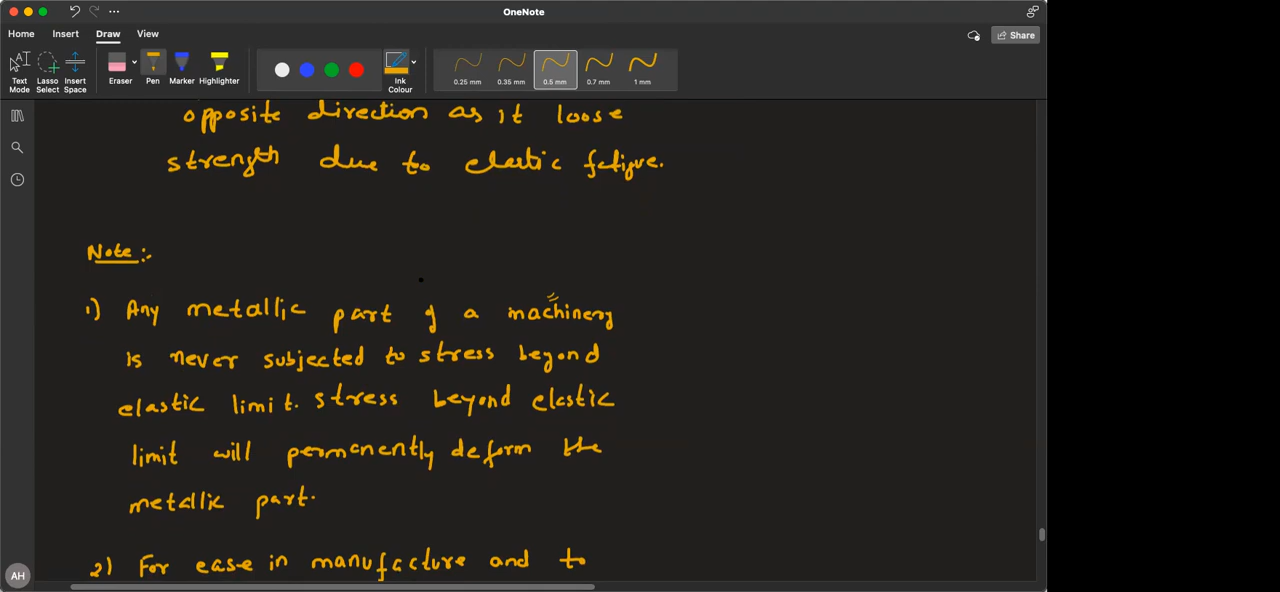 OneNote
Home Insert Draw View
Share
Text Mode
Lasso Select
Insert Space
Eraser
Pen
Marker
Highlighter
Ink Colour
0.25 mm
0.35 mm
0.5 mm
0.7 mm
1 mm
opposite direction as it loose
strength due to elastic fatigue.
Note:-
1) Any metallic part of a machinery
is never subjected to stress beyond
elastic limit. stress beyond elastic
limit will permanently deform the
metallic part.
2) For ease in manufacture and to
AH